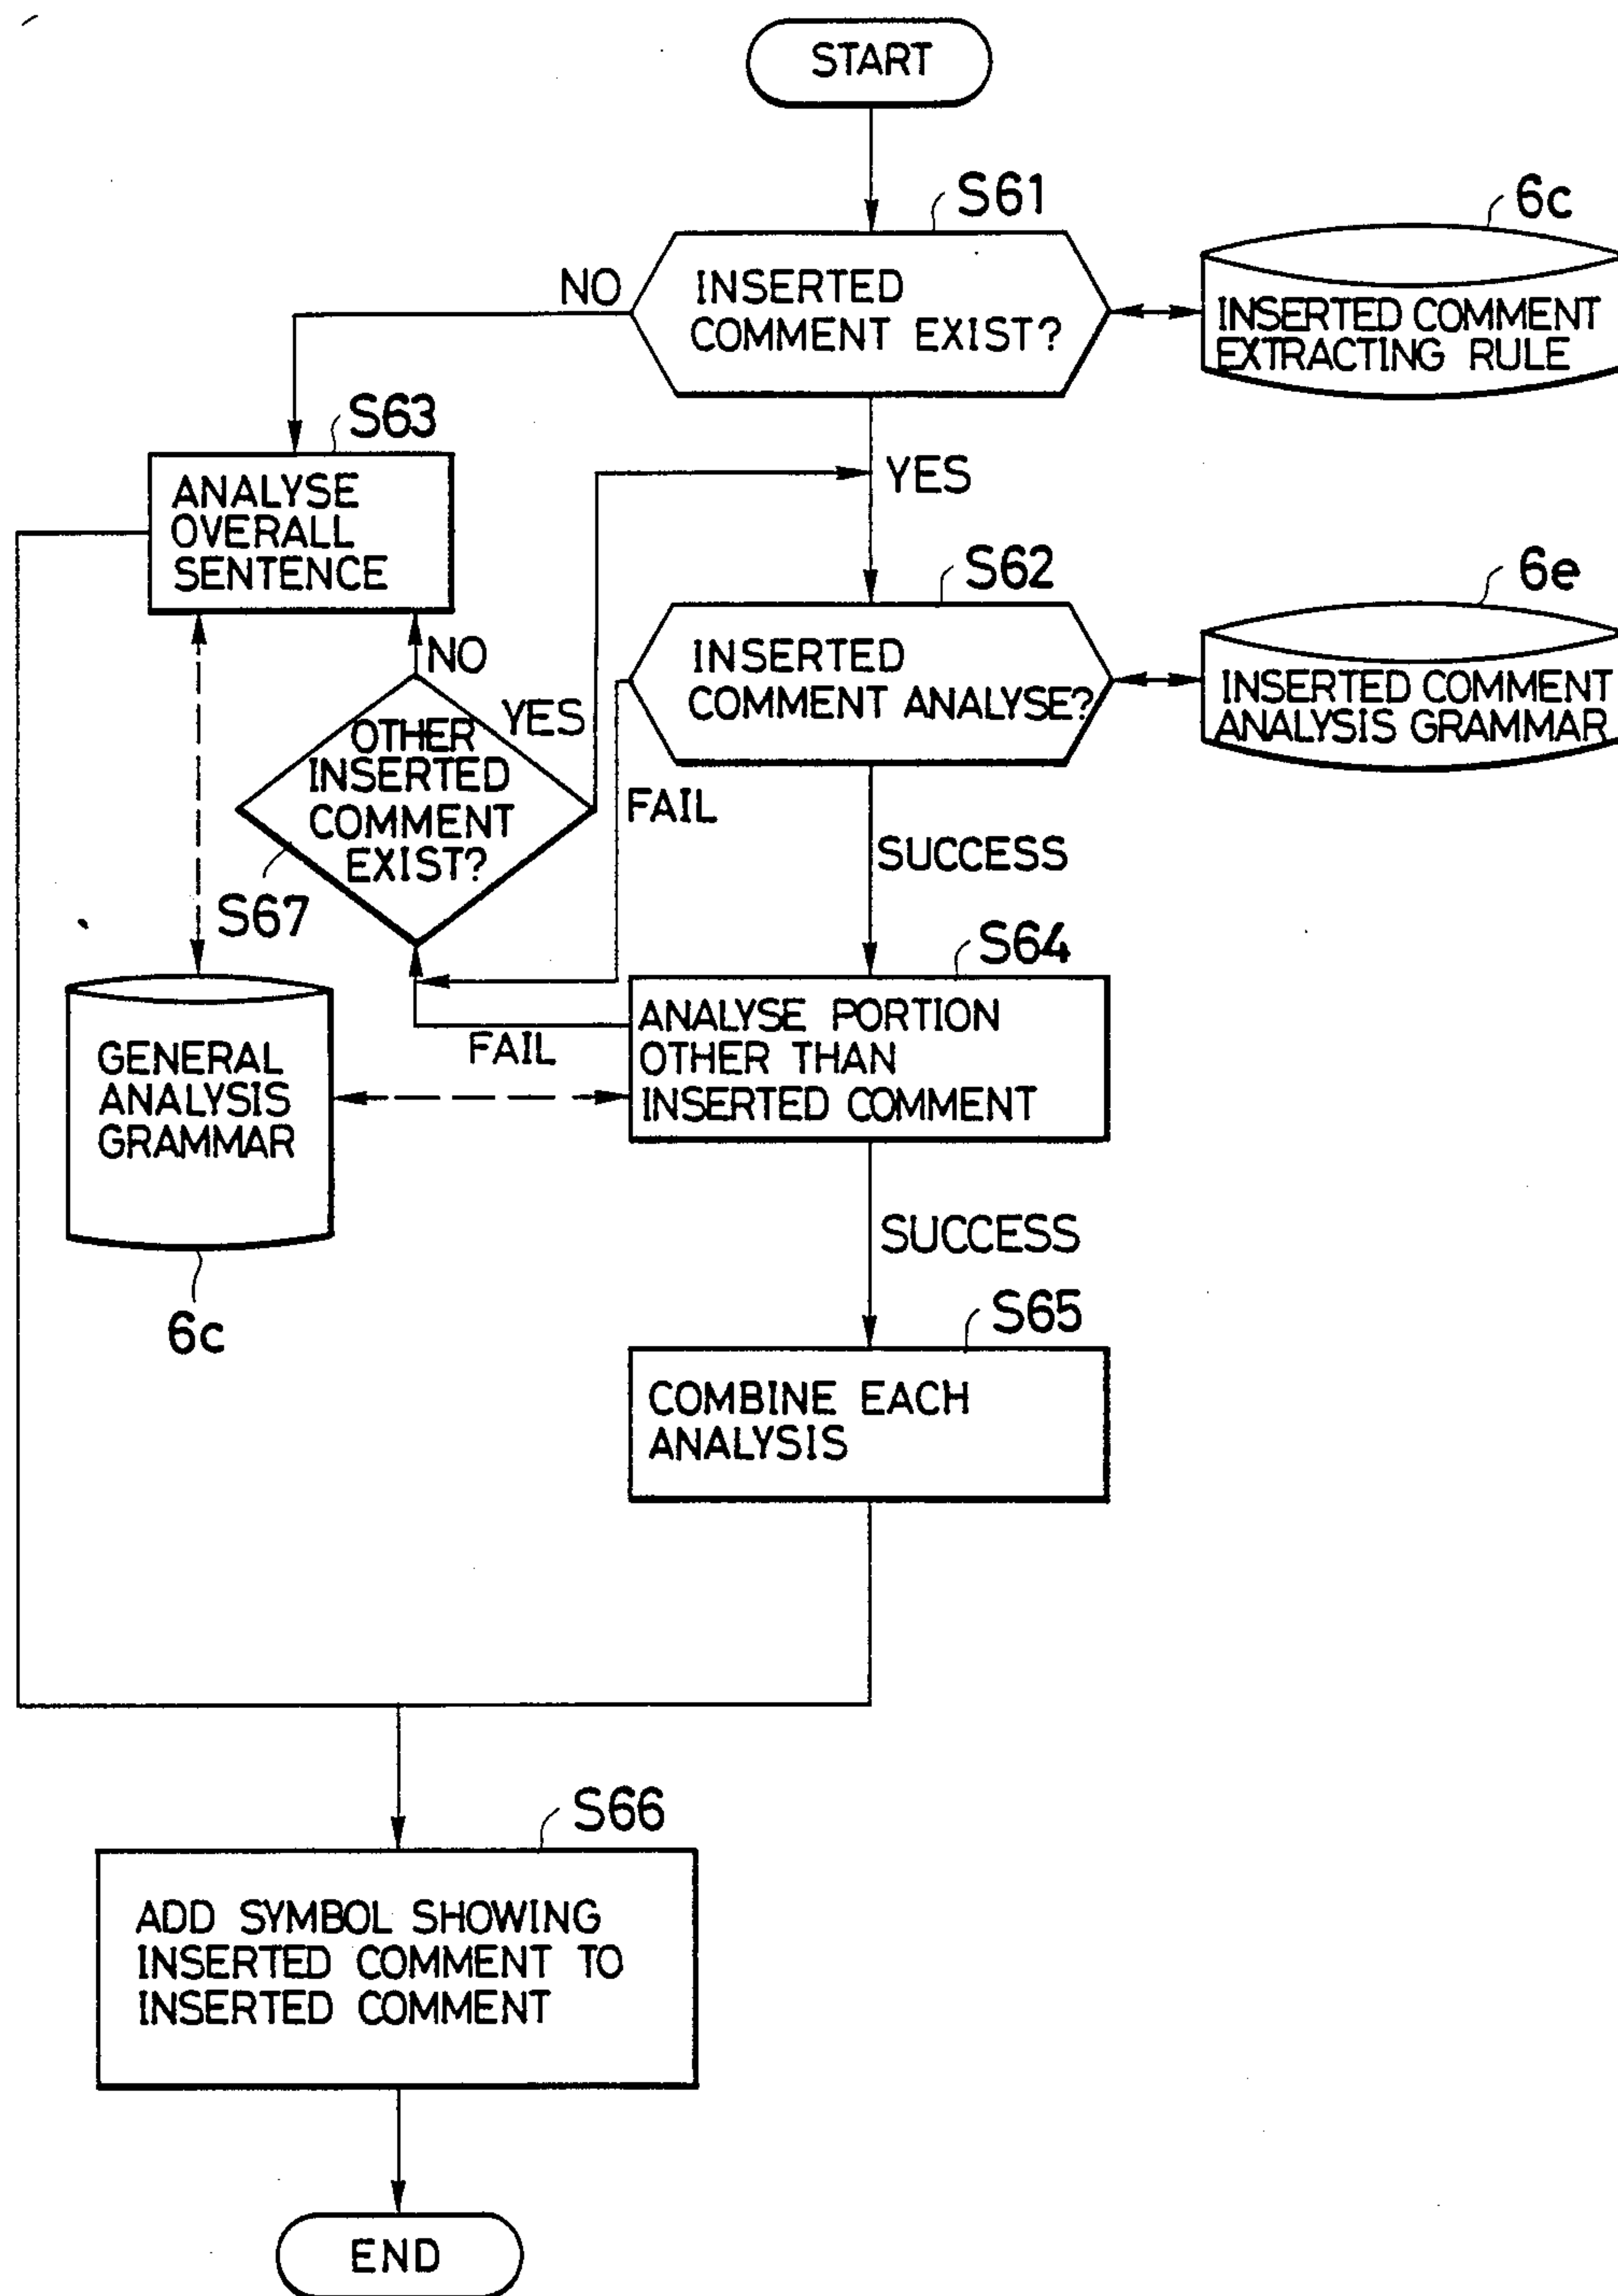 START
S61
6c
NO
INSERTED
COMMENT EXIST?
INSERTED COMMENT
EXTRACTING RULE
S63
YES
ANALYSE
OVERALL
SENTENCE
S62
6e
NO
YES
INSERTED
COMMENT ANALYSE?
INSERTED COMMENT
ANALYSIS GRAMMAR
OTHER
INSERTED
COMMENT
EXIST?
FAIL
SUCCESS
S67
S64
ANALYSE PORTION
OTHER THAN
INSERTED COMMENT
FAIL
GENERAL
ANALYSIS
GRAMMAR
SUCCESS
6c
S65
COMBINE EACH
ANALYSIS
S66
ADD SYMBOL SHOWING
INSERTED COMMENT TO
INSERTED COMMENT
END